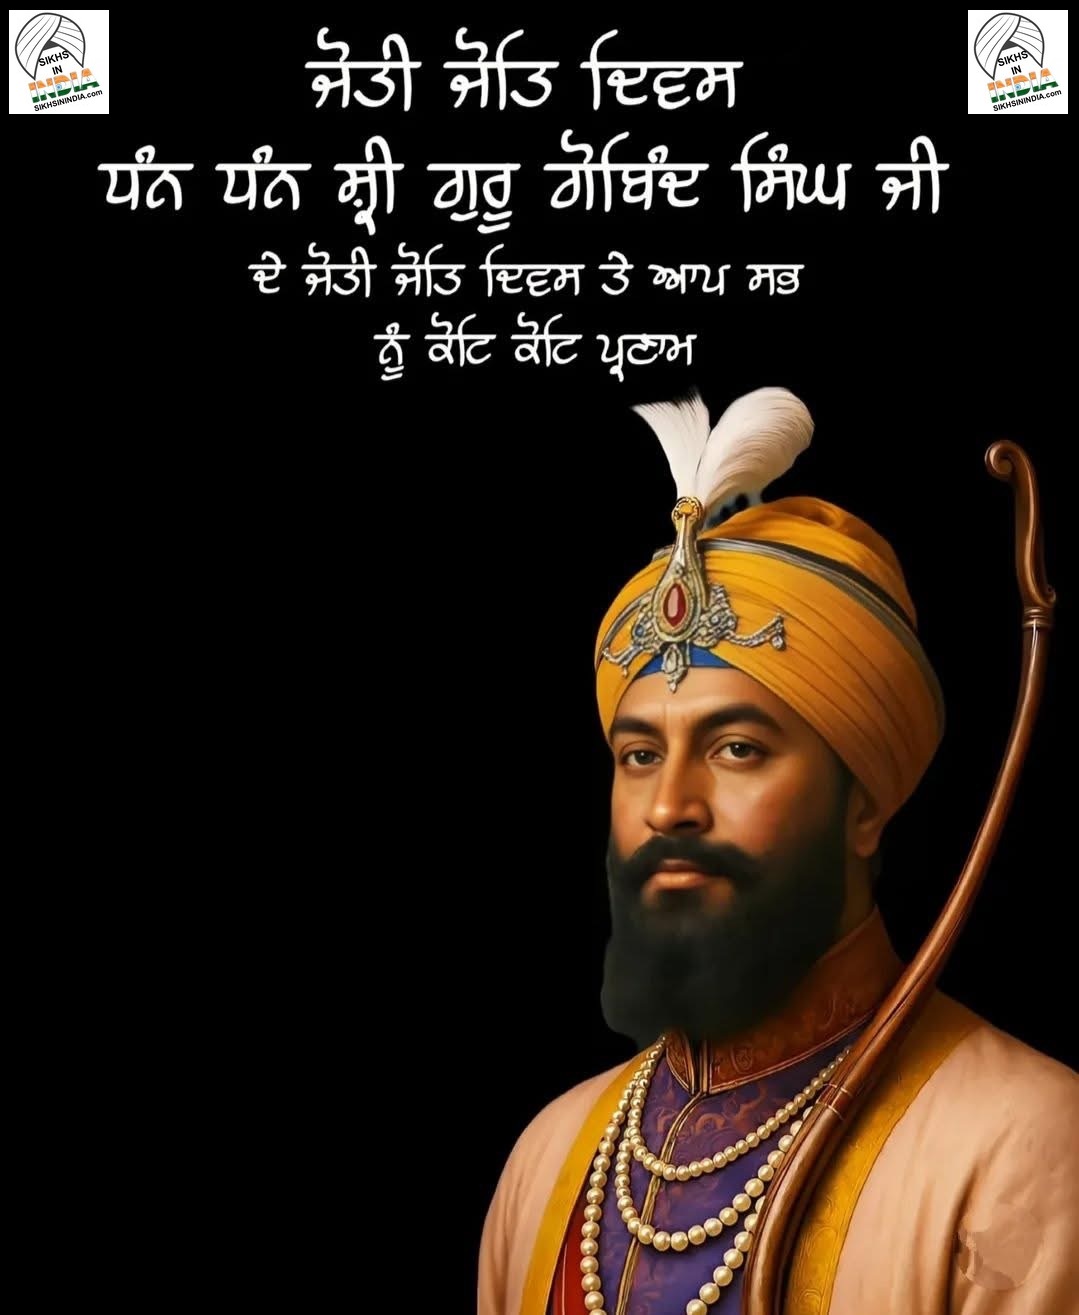 SIKHS
IN
INDIA
SIKHSININDIA.com
SIKHS
IN
INDIA
SIKHSININDIA.com
ਜੋਤੀ ਜੋਤਿ ਦਿਵਸ
ਧੰਨ ਧੰਨ ਸ਼੍ਰੀ ਗੁਰੂ ਗੋਬਿੰਦ ਸਿੰਘ ਜੀ
ਦੇ ਜੋਤੀ ਜੋਤਿ ਦਿਵਸ ਤੇ ਆਪ ਸਭ
ਨੂੰ ਕੋਟਿ ਕੋਟਿ ਪ੍ਰਣਾਮ